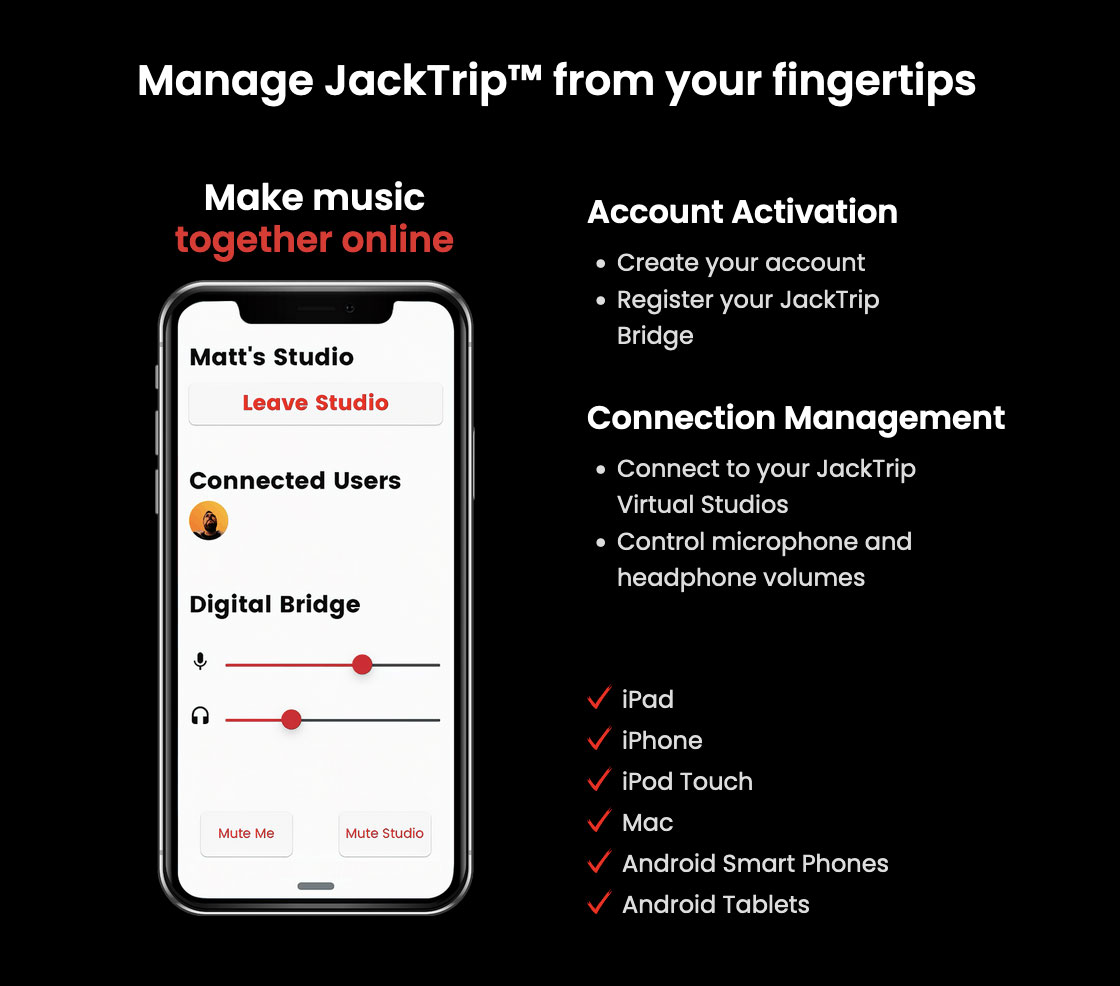 Manage JackTrip™ from your fingertips
Make music
together online
Matt's Studio
Leave Studio
Connected Users
Digital Bridge
Mute Me
Mute Studio
Account Activation
• Create your account
• Register your JackTrip
Bridge
Connection Management
• Connect to your JackTrip
Virtual Studios
• Control microphone and
headphone volumes
✓ iPad
✓ iPhone
✓ iPod Touch
✓ Mac
✓ Android Smart Phones
✓ Android Tablets